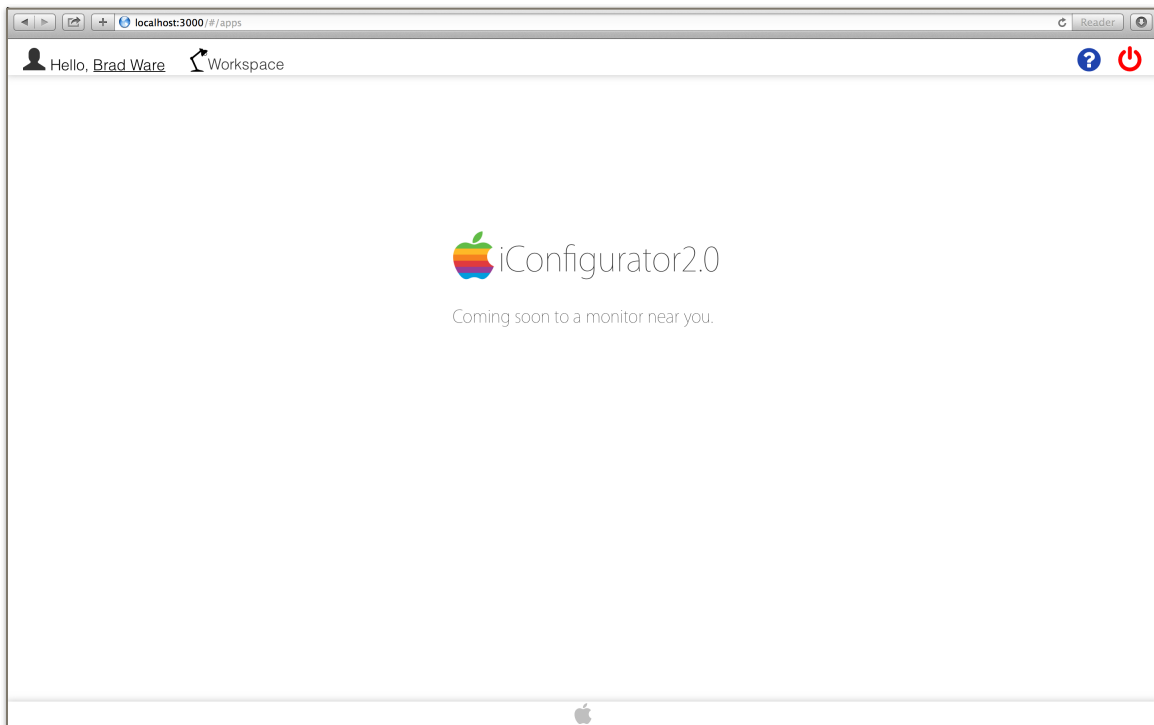 localhost:3000/#/apps
Reader
Hello, Brad Ware
Workspace
?
iConfigurator2.0
Coming soon to a monitor near you.